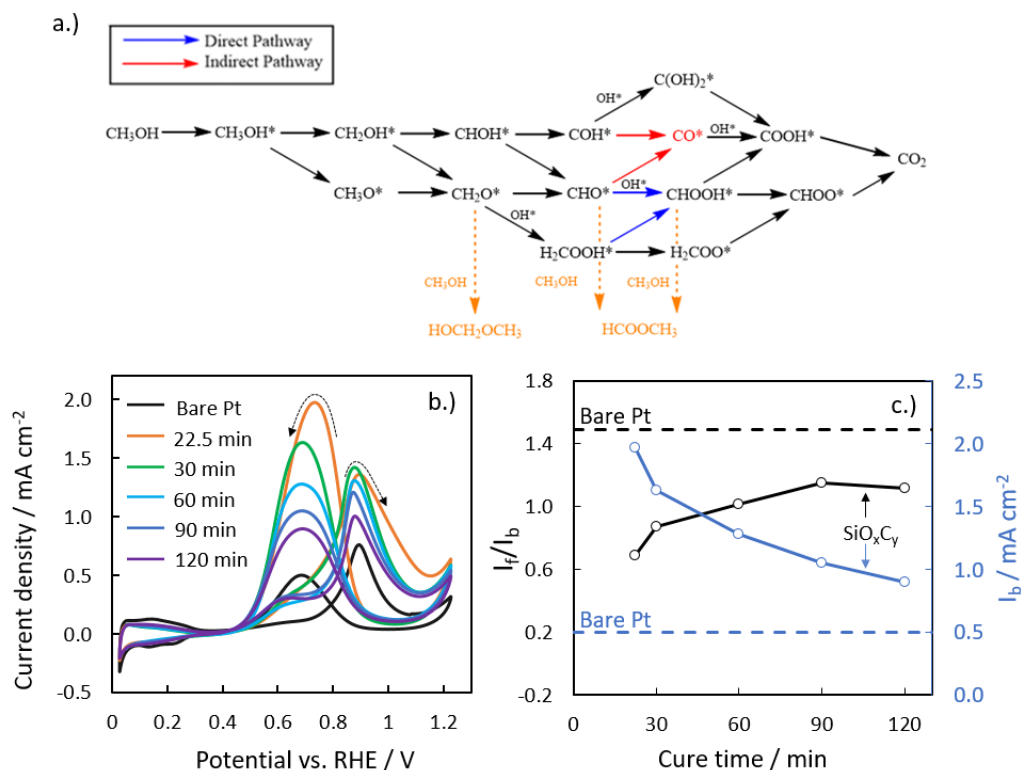 a.)
Direct Pathway
Indirect Pathway
C(OH)₂*
OH*
CH₃OH CH₃OH* CH₂OH* CHOH* COH* CO* OH* COOH*
CO₂
CH₃O* CH₂O* CHO* OH* CHOOH* CHOO*
OH*
H₂COOH* H₂COO*
CH₃OH CH₃OH CH₃OH
HOCH₂OCH₃ HCOOCH₃
b.)
Current density / mA cm⁻²
2.0
1.5
1.0
0.5
0.0
-0.5
Bare Pt
22.5 min
30 min
60 min
90 min
120 min
0 0.2 0.4 0.6 0.8 1.0 1.2
Potential vs. RHE / V
c.)
I_f/I_b
1.8
1.4
1.0
0.6
0.2
-0.2
Bare Pt
SiOₓC_y
Bare Pt
2.5
2.0
1.5
1.0
0.5
0.0
I_b / mA cm⁻²
0 30 60 90 120
Cure time / min